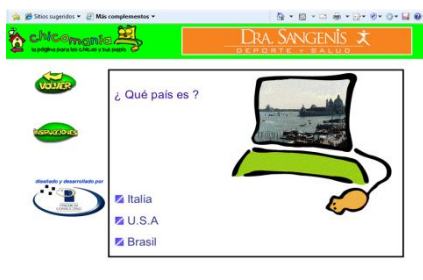 Sitios sugeridos
Más complementos
chicomania
la página para los chicos y sus papis
DRA. SANGENÍS
DEPORTE Y SALUD
VOLVER
INSTRUCCIONES
diseñado y desarrollado por
¿ Qué país es ?
Italia
U.S.A
Brasil